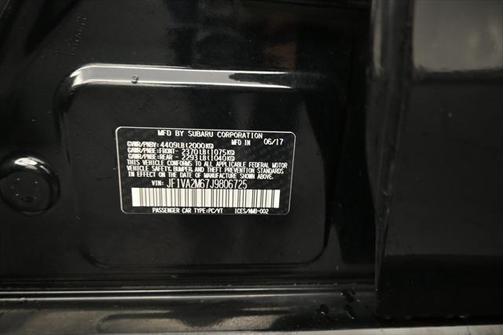 MFD BY SUBARU CORPORATION
MFD IN 06/17
GVWR/PNBV: 4409LB(2000KG)
GAWR/PNBE: FRONT- 2370LB(1075KG)
GAWR/PNBE: REAR - 2293LB(1040KG)
THIS VEHICLE CONFORMS TO ALL APPLICABLE FEDERAL MOTOR
VEHICLE SAFETY, BUMPER, AND THEFT
PREVENTION STANDARDS IN EFFECT ON THE
DATE OF MANUFACTURE SHOWN ABOVE.
VIN: JF1VA2M67J9806725
PASSENGER CAR TYPE:PC/VT ICES/NMB-002